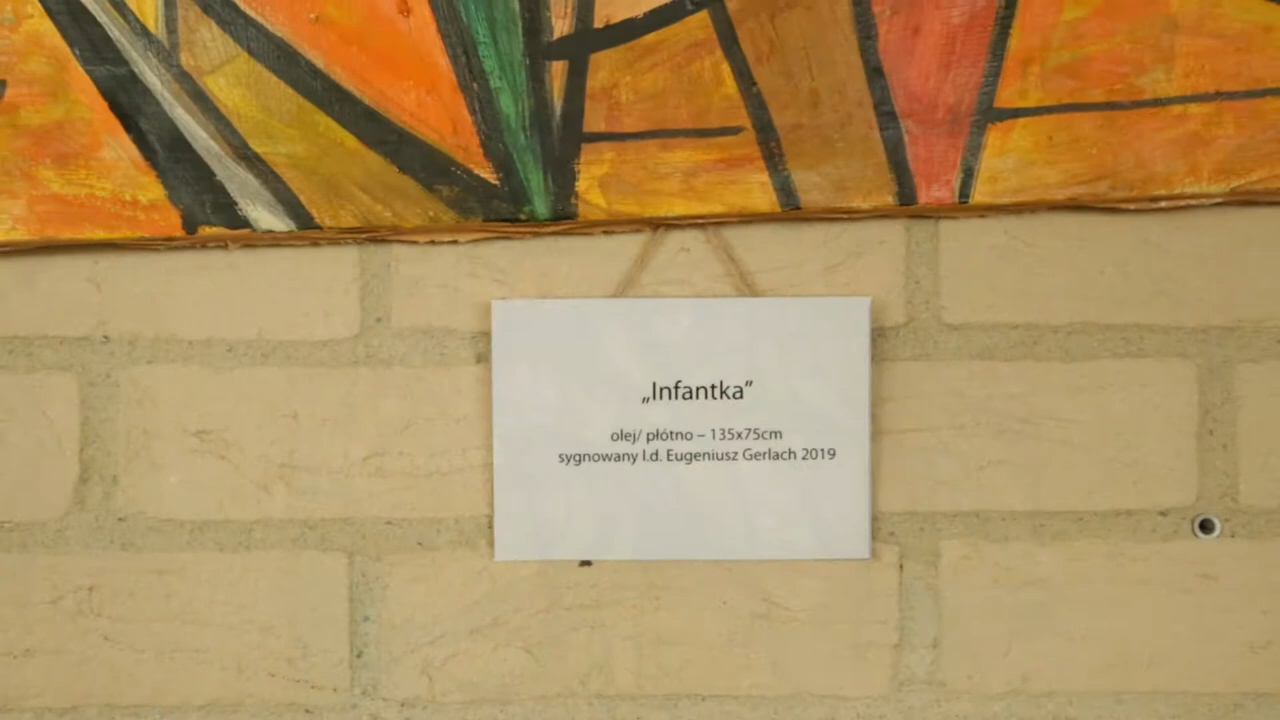 „Infantka”
olej/ płótno – 135x75cm
sygnowany l.d. Eugeniusz Gerlach 2019